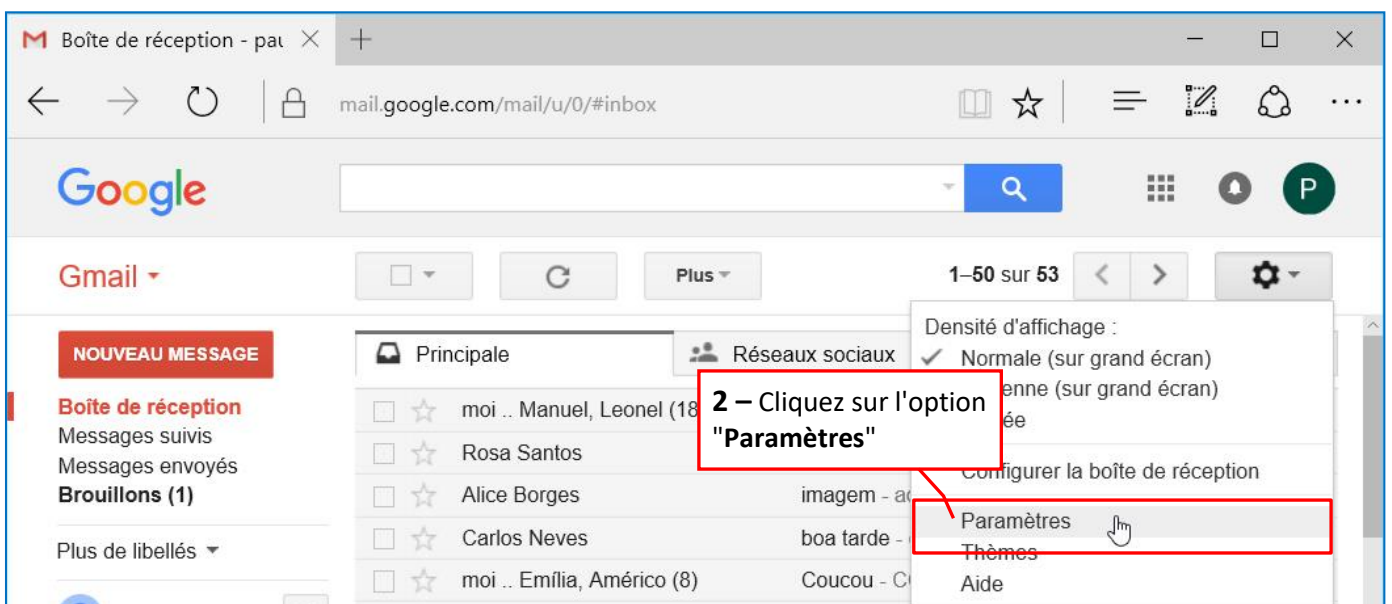 Boîte de réception - pau
mail.google.com/mail/u/0/#inbox
Google
P
Gmail
Plus
1–50 sur 53
Densité d'affichage :
NOUVEAU MESSAGE
Principale
Réseaux sociaux
Normale (sur grand écran)
enne (sur grand écran)
ée
2 – Cliquez sur l'option
"Paramètres"
Boîte de réception
moi .. Manuel, Leonel (18
Messages suivis
Rosa Santos
Messages envoyés
Configurer la boîte de réception
Brouillons (1)
Alice Borges
imagem - a
Paramètres
Plus de libellés
Carlos Neves
boa tarde -
Thèmes
moi .. Emília, Américo (8)
Coucou - C
Aide